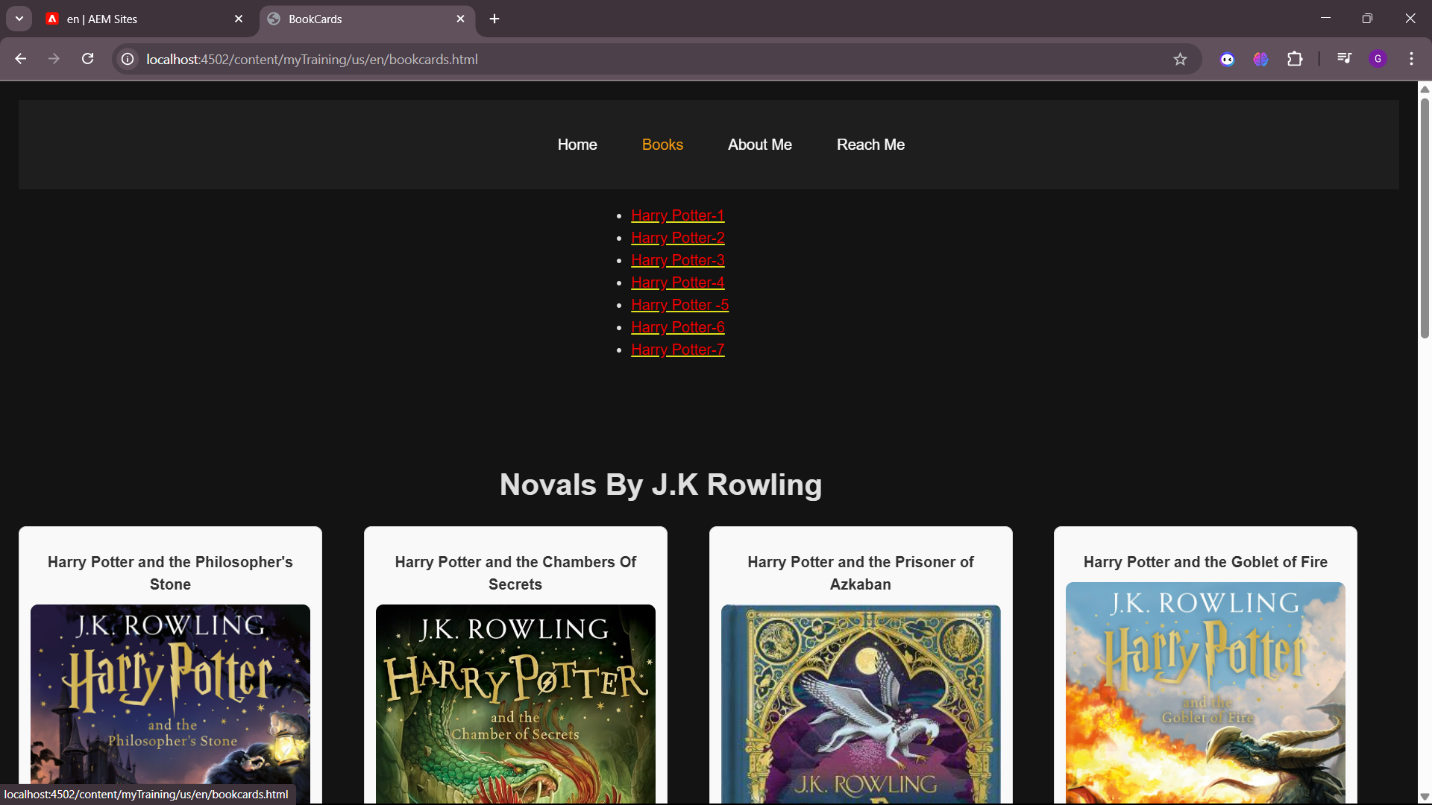 en | AEM Sites
BookCards
localhost:4502/content/myTraining/us/en/bookcards.html
G
Home
Books
About Me
Reach Me
Harry Potter-1
Harry Potter-2
Harry Potter-3
Harry Potter-4
Harry Potter -5
Harry Potter-6
Harry Potter-7
Novals By J.K Rowling
Harry Potter and the Philosopher's
Stone
J.K. ROWLING
Harry Potter
and the
Philosopher's Stone
Harry Potter and the Chambers Of
Secrets
J.K. ROWLING
HARRY POTTER
and the
Chamber of Secrets
Harry Potter and the Prisoner of
Azkaban
J.K. ROWLING
Harry Potter and the Goblet of Fire
J.K. ROWLING
Harry Potter
and the
Goblet of Fire
localhost:4502/content/myTraining/us/en/bookcards.html